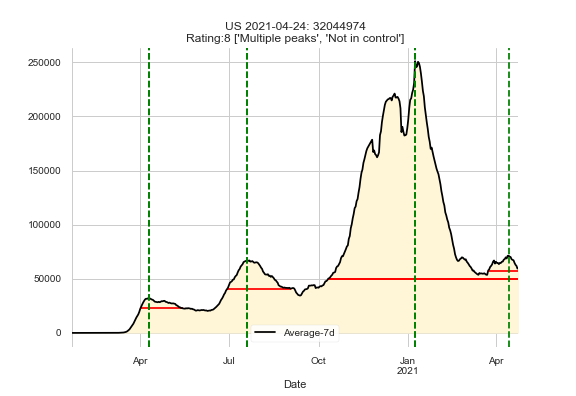 US 2021-04-24: 32044974
Rating:8 ['Multiple peaks', 'Not in control']
250000
200000
150000
100000
50000
0
Average-7d
Apr
Jul
Oct
Jan
2021
Apr
Date